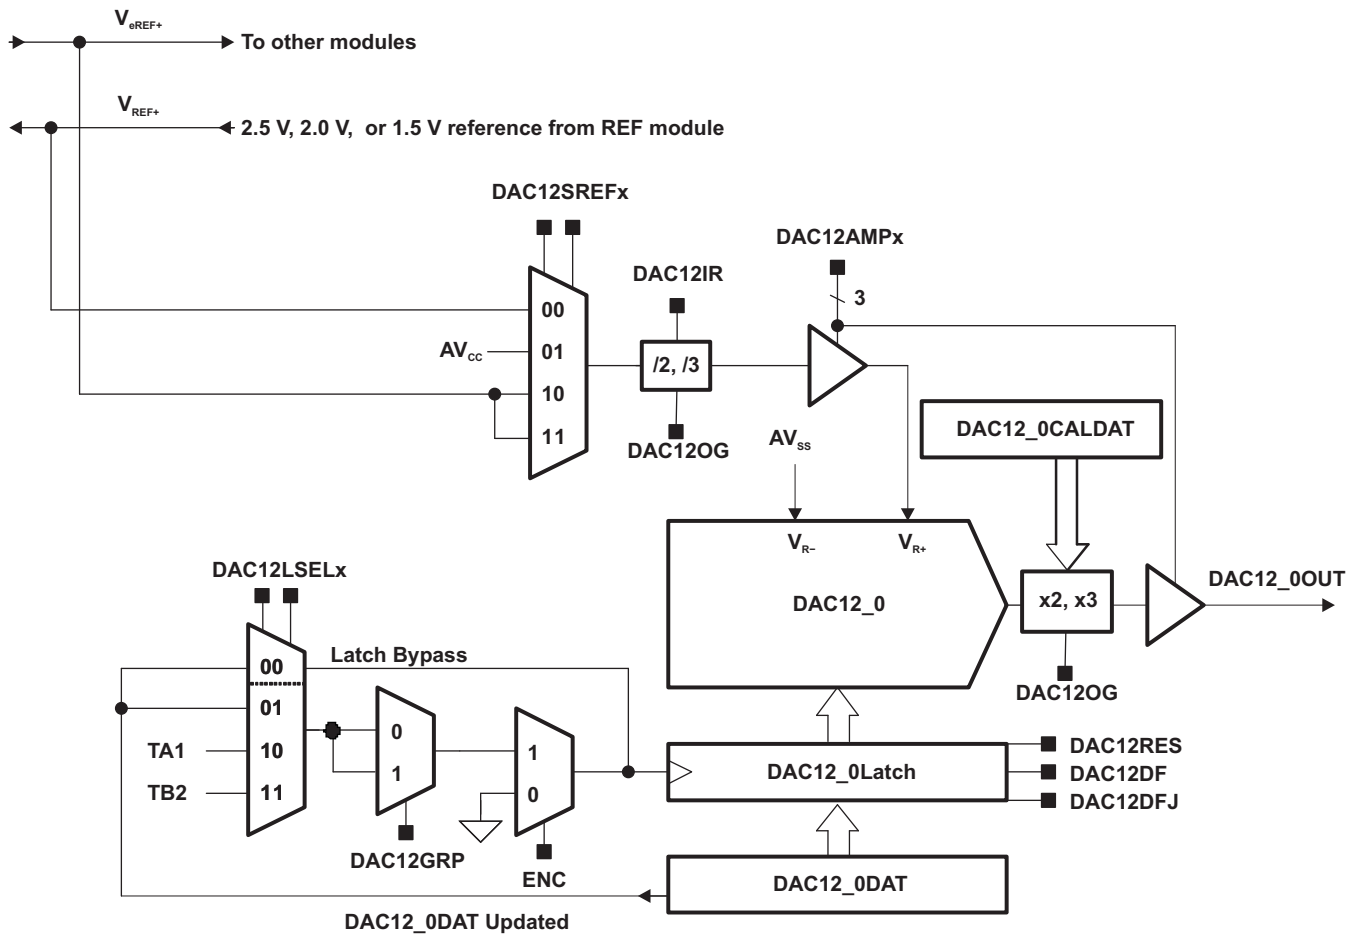 VeREF+
To other modules
VREF+
2.5 V, 2.0 V, or 1.5 V reference from REF module
DAC12SREFx
DAC12AMPx
DAC12IR
3
00
AVCC
01
/2, /3
10
11
DAC12OG
AVSS
DAC12_0CALDAT
VR−
VR+
DAC12_0
x2, x3
DAC12_0OUT
DAC12OG
DAC12LSELx
00
Latch Bypass
01
TA1
10
TB2
11
0
1
1
0
DAC12GRP
ENC
DAC12_0Latch
DAC12RES
DAC12DF
DAC12DFJ
DAC12_0DAT
DAC12_0DAT Updated